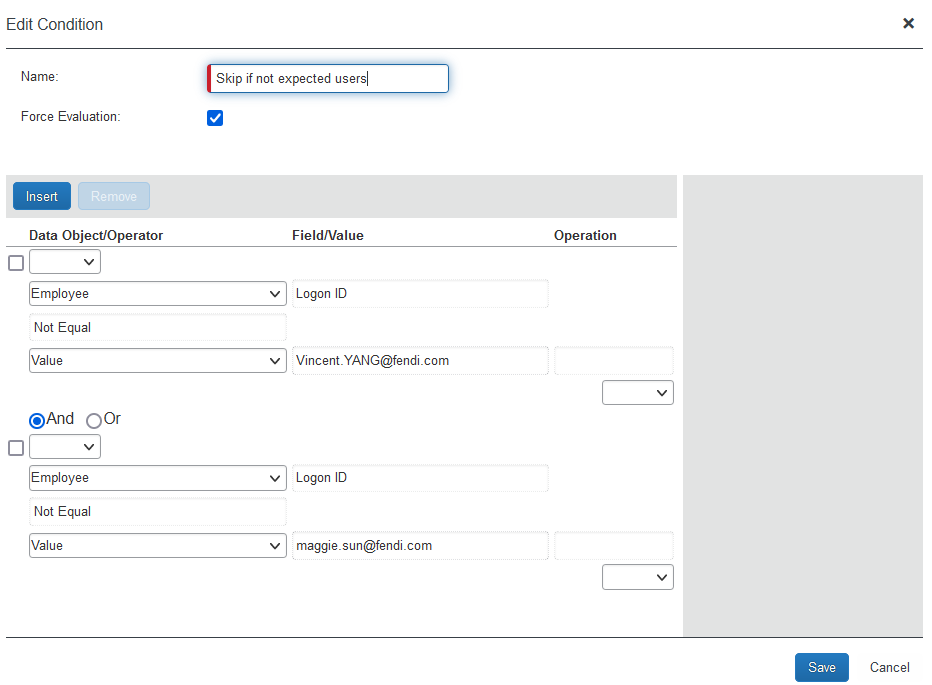 Edit Condition
Name: Skip if not expected users
Force Evaluation:
Insert Remove
Data Object/Operator Field/Value Operation
Employee Logon ID
Not Equal
Value Vincent.YANG@fendi.com
And Or
Employee Logon ID
Not Equal
Value maggie.sun@fendi.com
Save Cancel